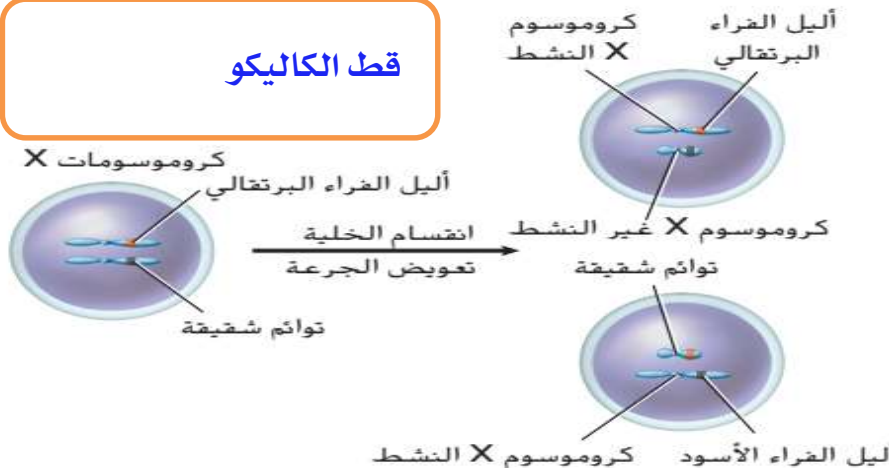 قط الكاليكو
كروموسوم
X النشط
أليل الفراء
البرتقالي
كروموسومات X
أليل الفراء البرتقالي
توائم شقيقة
انقسام الخلية
تعويض الجرعة
كروموسوم X غير النشط
توائم شقيقة
كروموسوم X النشط
ليل الفراء الأسود